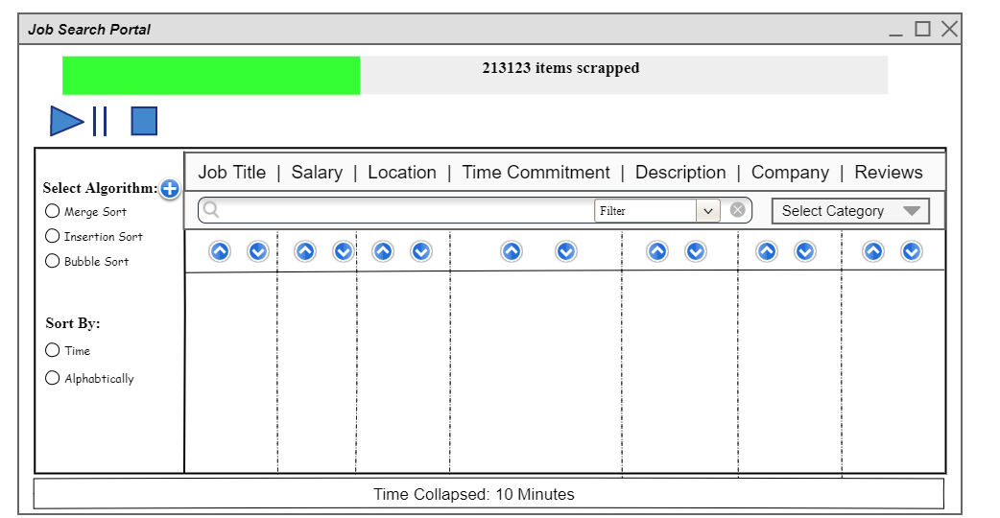 Job Search Portal
213123 items scrapped
Job Title | Salary | Location | Time Commitment | Description | Company | Reviews
Select Algorithm:
Filter
Select Category
Merge Sort
Insertion Sort
Bubble Sort
Sort By:
Time
Alphabtically
Time Collapsed: 10 Minutes